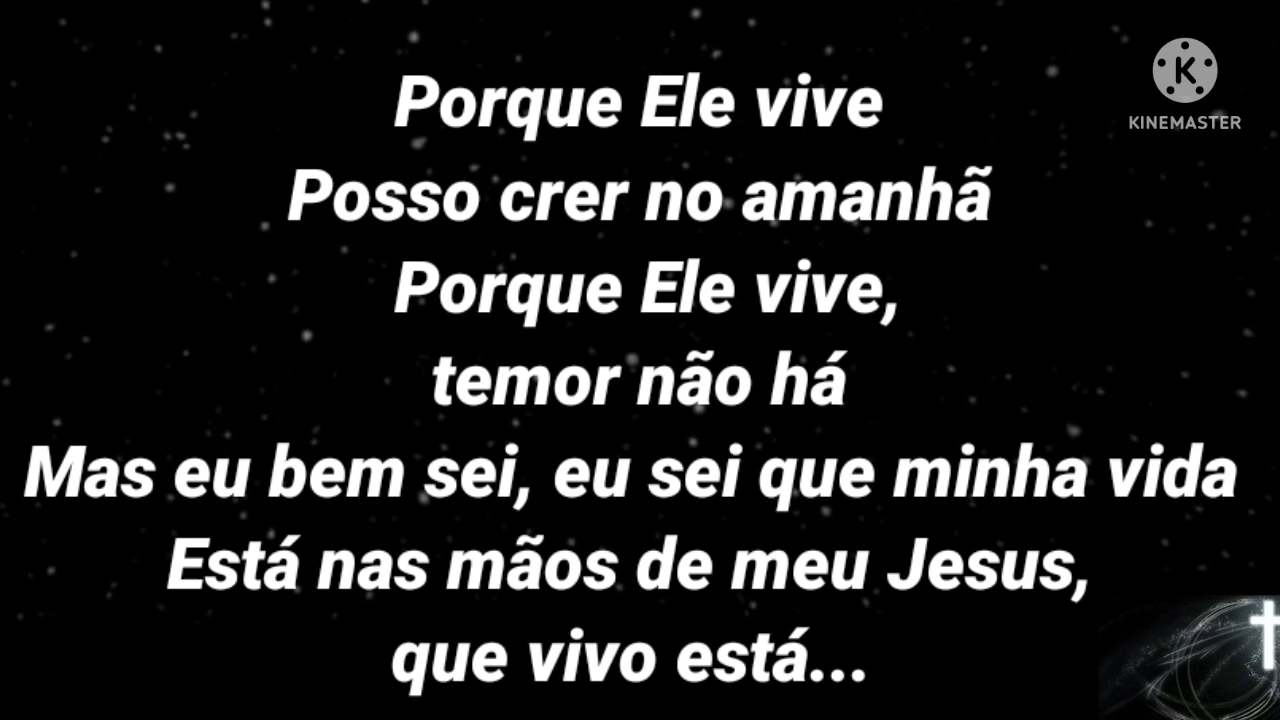 Porque Ele vive
K
KINEMASTER
Posso crer no amanhã
Porque Ele vive,
temor não há
Mas eu bem sei, eu sei que minha vida
Está nas mãos de meu Jesus,
que vivo está...